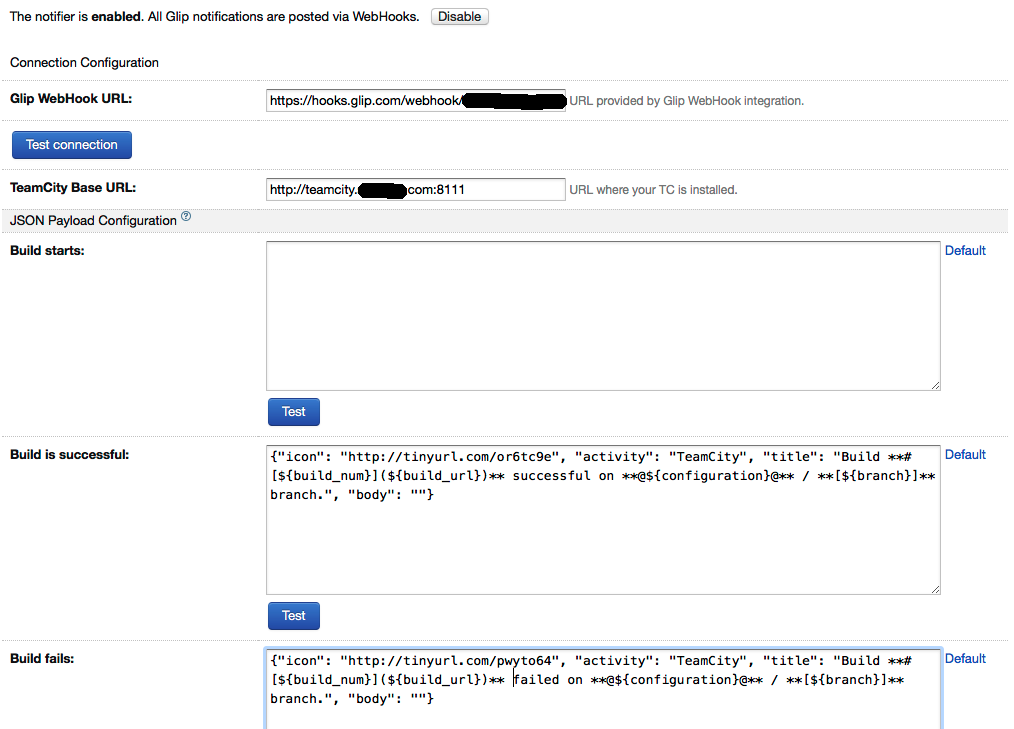 The notifier is enabled. All Glip notifications are posted via WebHooks. Disable
Connection Configuration
Glip WebHook URL: https://hooks.glip.com/webhook/ URL provided by Glip WebHook integration.
Test connection
TeamCity Base URL: http://teamcity. com:8111 URL where your TC is installed.
JSON Payload Configuration ?
Build starts: Default
Test
Build is successful: {"icon": "http://tinyurl.com/or6tc9e", "activity": "TeamCity", "title": "Build **# Default
[${build_num}](${build_url})** successful on **@${configuration}@** / **[${branch}]**
branch.", "body": ""}
Test
Build fails: {"icon": "http://tinyurl.com/pwyto64", "activity": "TeamCity", "title": "Build **# Default
[${build_num}](${build_url})** failed on **@${configuration}@** / **[${branch}]**
branch.", "body": ""}